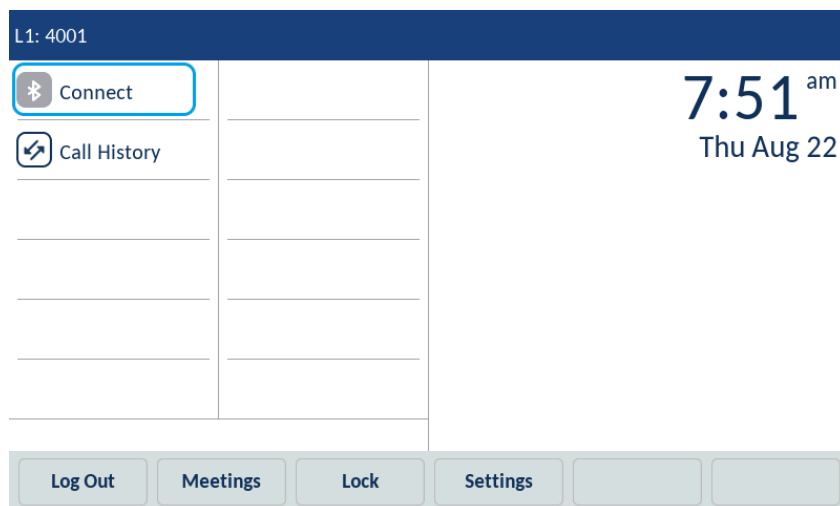 L1: 4001
Connect
Call History
7:51 am
Thu Aug 22
Log Out Meetings Lock Settings